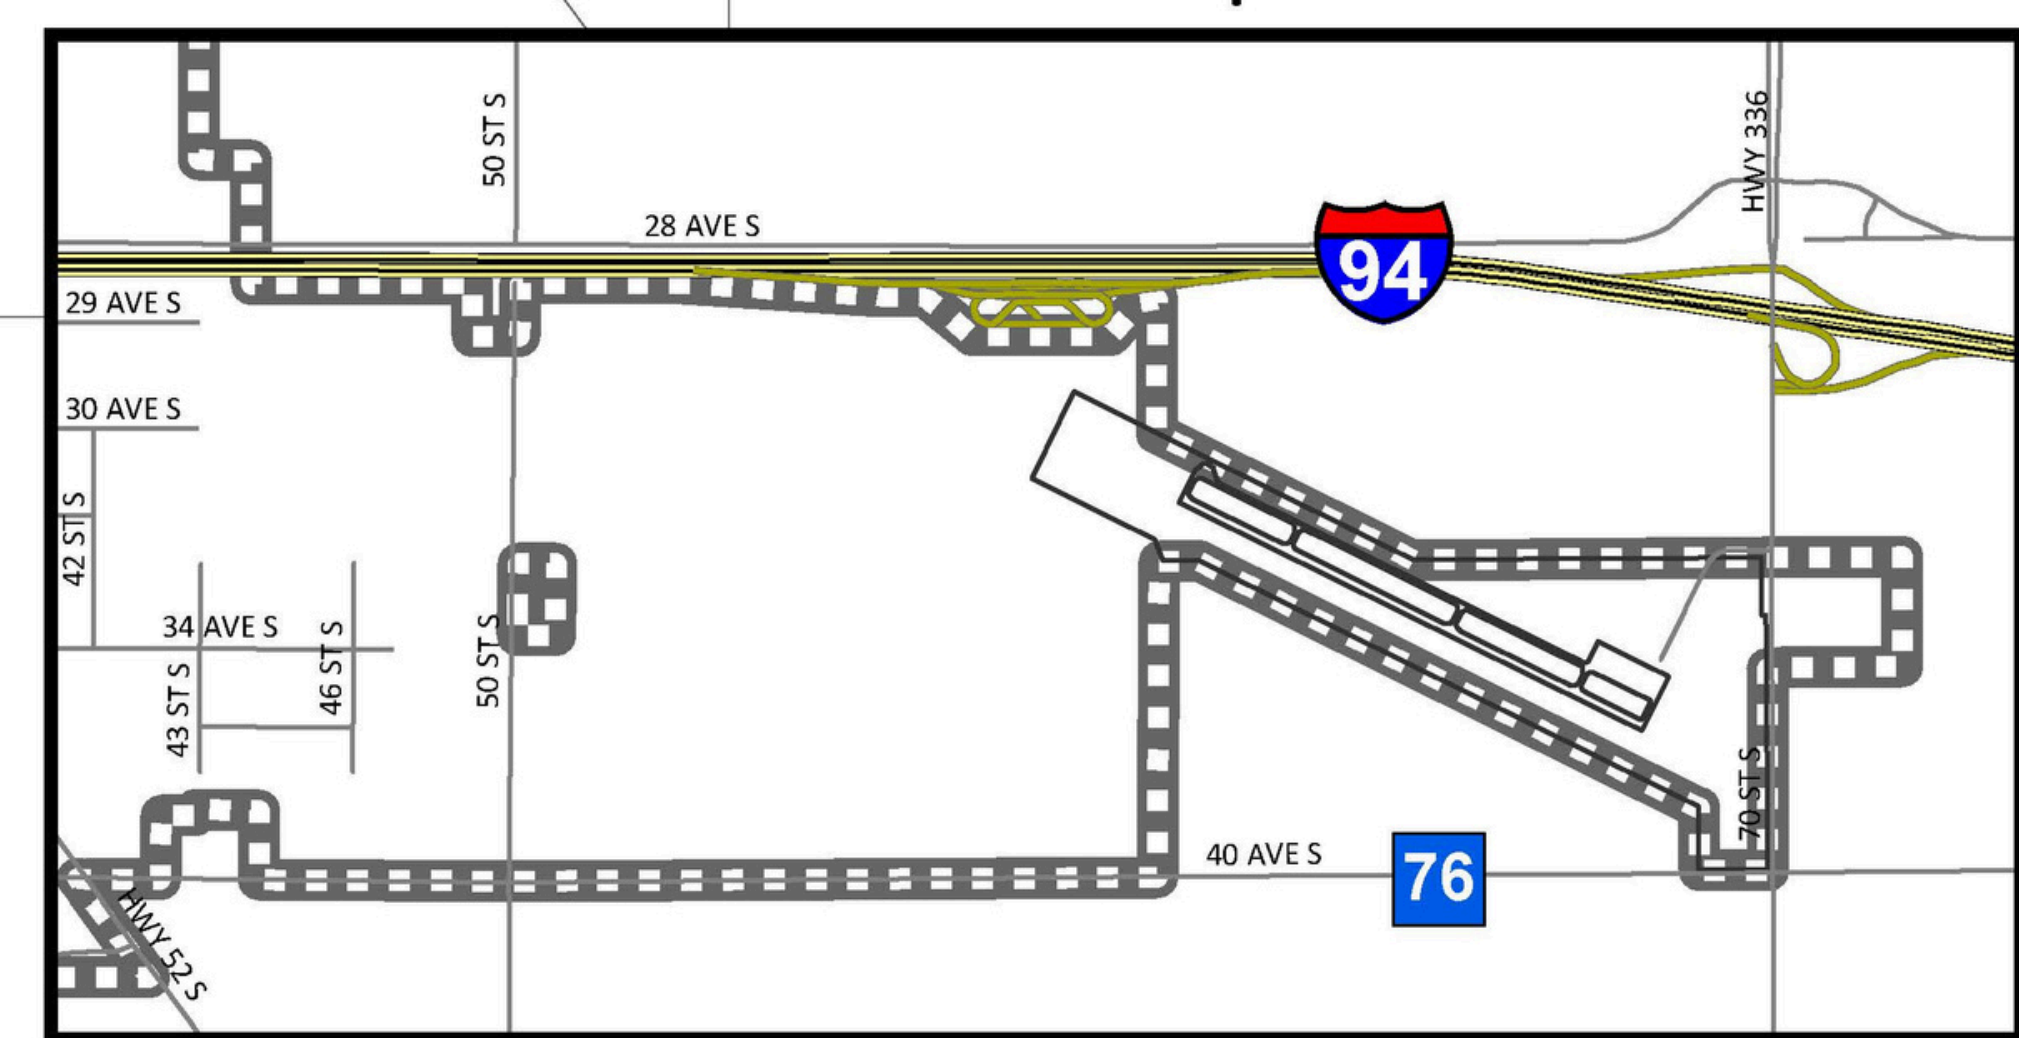 50 ST S
HWY 336
28 AVE S
94
29 AVE S
30 AVE S
42 ST S
34 AVE S
43 ST S
46 ST S
50 ST S
70 ST S
40 AVE S
76
HWY 52 S